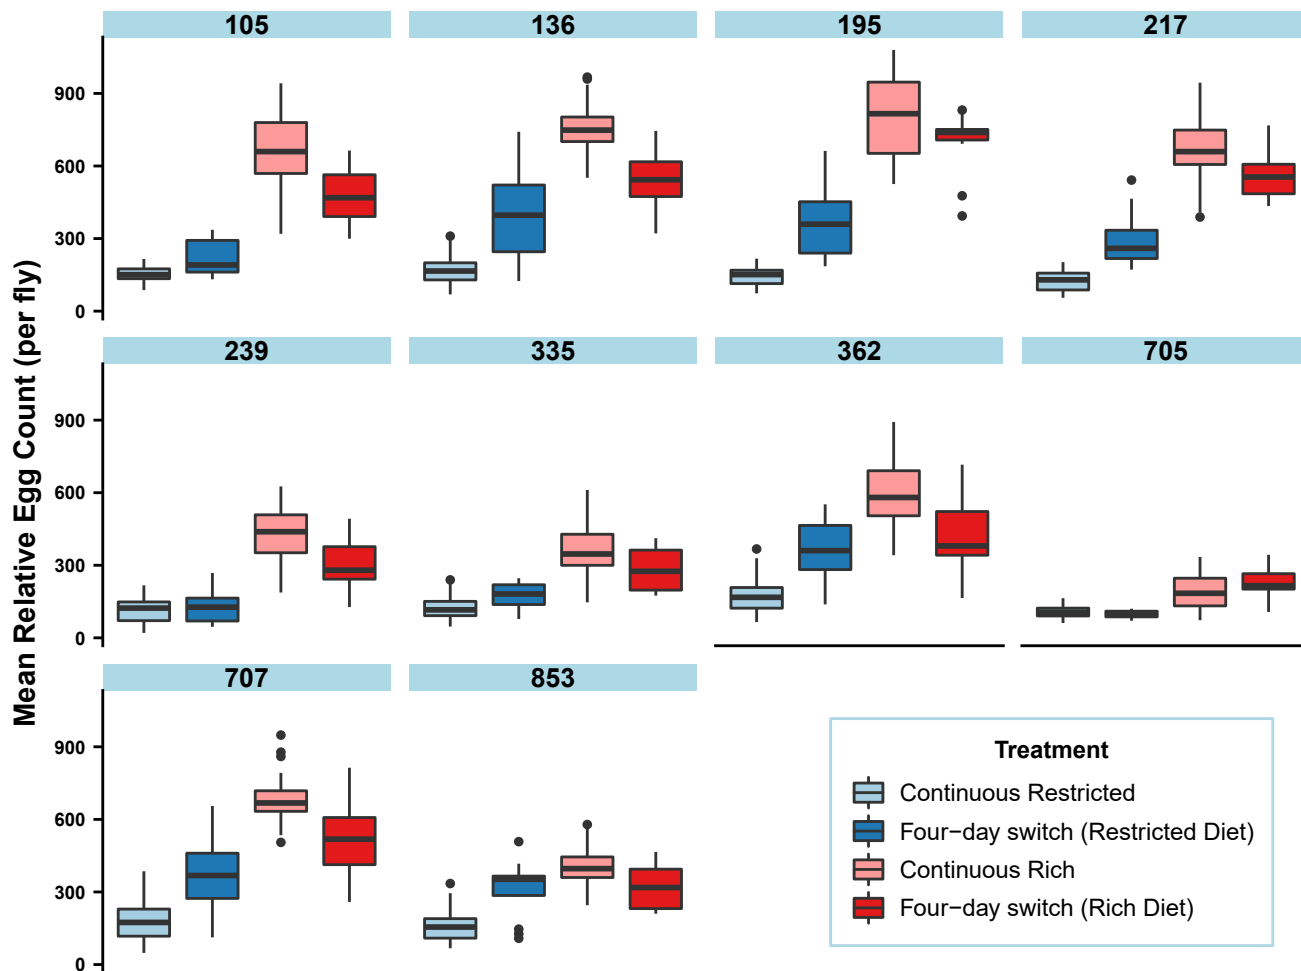 105 136 195 217
900
600
300
0
239 335 362 705
900
600
300
0
707 853
900
600
300
0
Mean Relative Egg Count (per fly)
Treatment
Continuous Restricted
Four−day switch (Restricted Diet)
Continuous Rich
Four−day switch (Rich Diet)